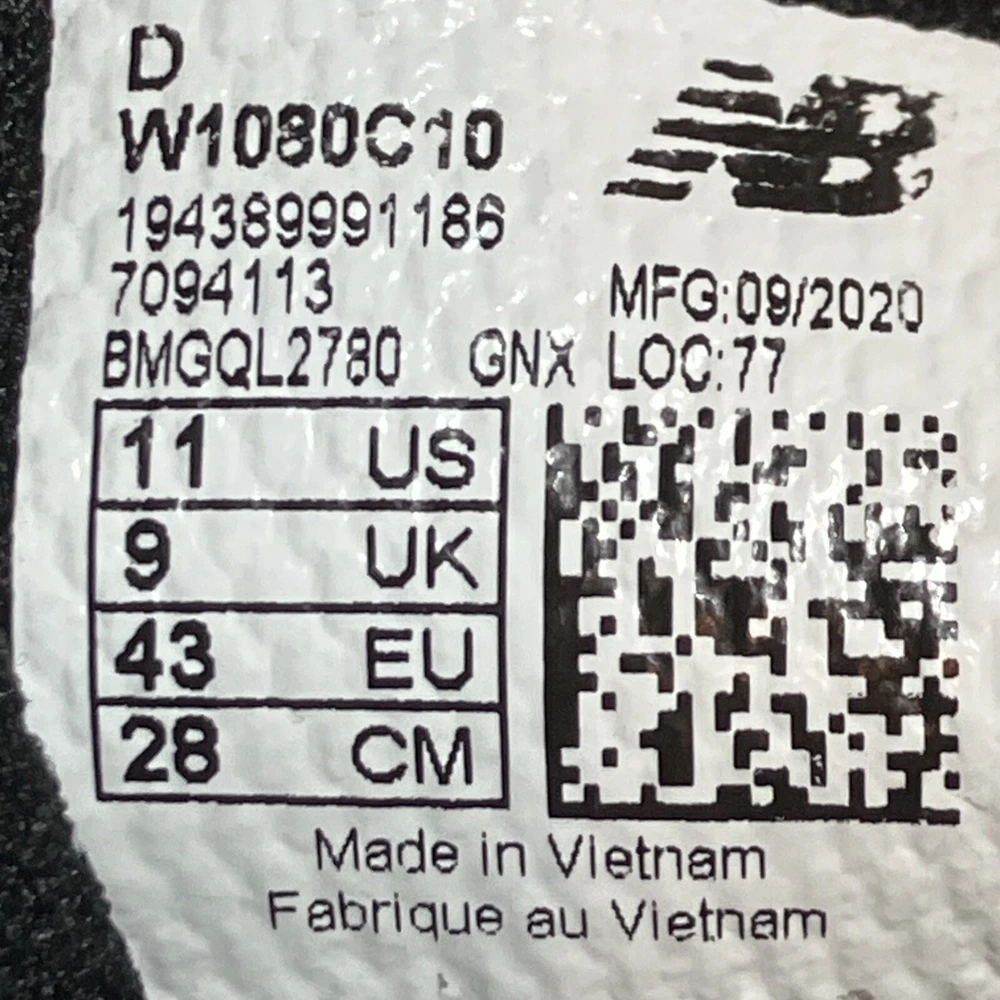 D
W1080C10
194389991186
7094113
MFG:09/2020
BMGQL2780 GNX LOC:77
11 US
9 UK
43 EU
28 CM
Made in Vietnam
Fabrique au Vietnam